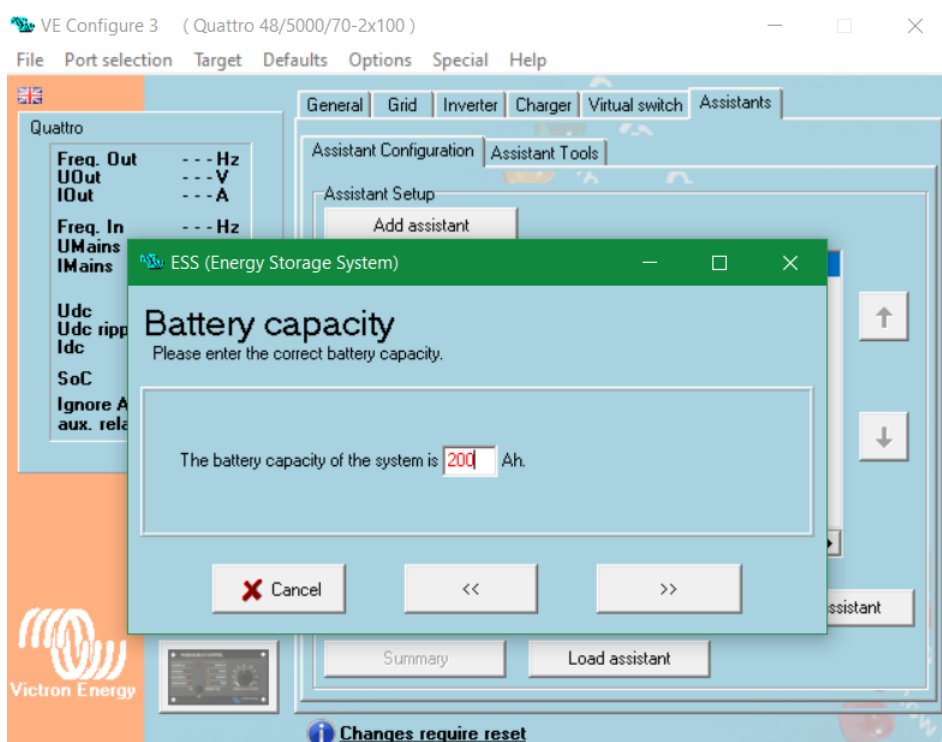 VE Configure 3 ( Quattro 48/5000/70-2x100 )
File Port selection Target Defaults Options Special Help
General Grid Inverter Charger Virtual switch Assistants
Quattro
Assistant Configuration Assistant Tools
Freq. Out - - - Hz
UOut - - - V
IOut - - - A
Assistant Setup
Add assistant
Freq. In - - - Hz
UMains
IMains
ESS (Energy Storage System)
Udc
Udc ripp
Idc
SoC
Ignore A
aux. rela
Battery capacity
Please enter the correct battery capacity.
The battery capacity of the system is 200 Ah.
Cancel << >>
ssistant
Summary Load assistant
Victron Energy
Changes require reset